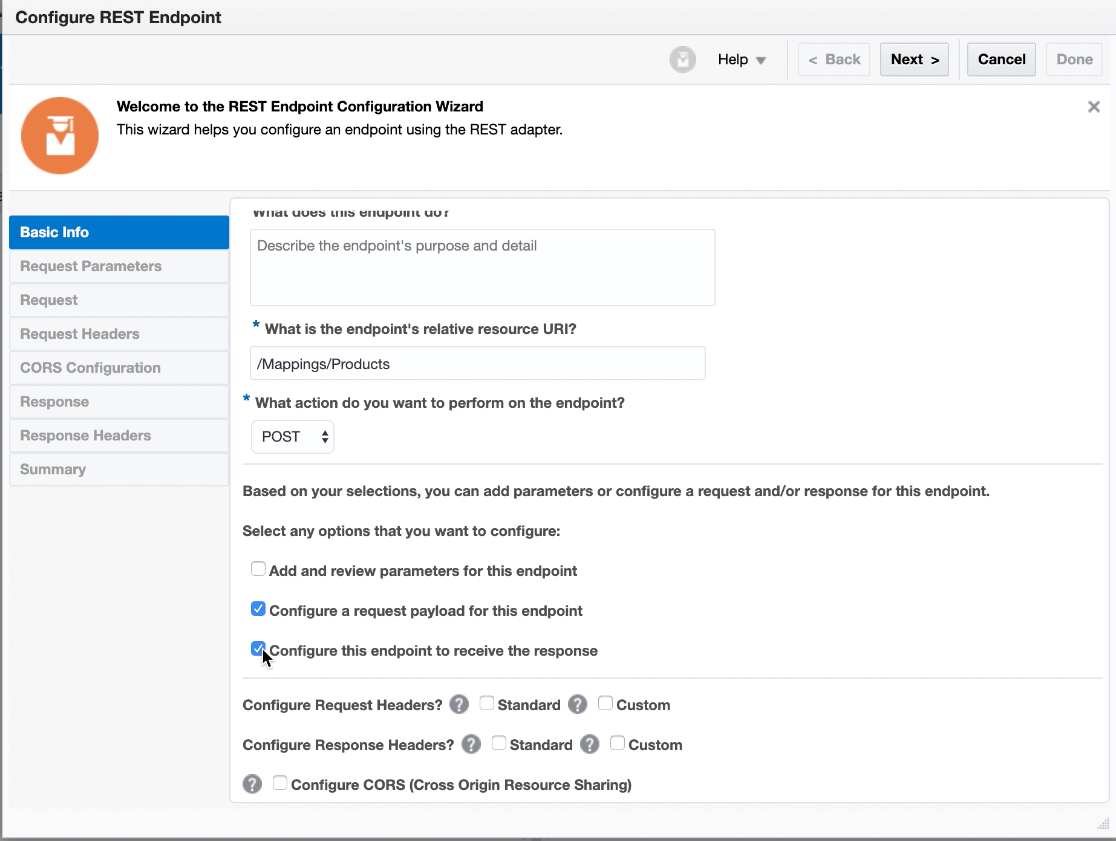 Configure REST Endpoint
Help
< Back
Next >
Cancel
Done
Welcome to the REST Endpoint Configuration Wizard
This wizard helps you configure an endpoint using the REST adapter.
Basic Info
Request Parameters
Request
Request Headers
CORS Configuration
Response
Response Headers
Summary
What does this endpoint do?
Describe the endpoint's purpose and detail
* What is the endpoint's relative resource URI?
/Mappings/Products
* What action do you want to perform on the endpoint?
POST
Based on your selections, you can add parameters or configure a request and/or response for this endpoint.
Select any options that you want to configure:
Add and review parameters for this endpoint
Configure a request payload for this endpoint
Configure this endpoint to receive the response
Configure Request Headers? ? Standard ? Custom
Configure Response Headers? ? Standard ? Custom
? Configure CORS (Cross Origin Resource Sharing)